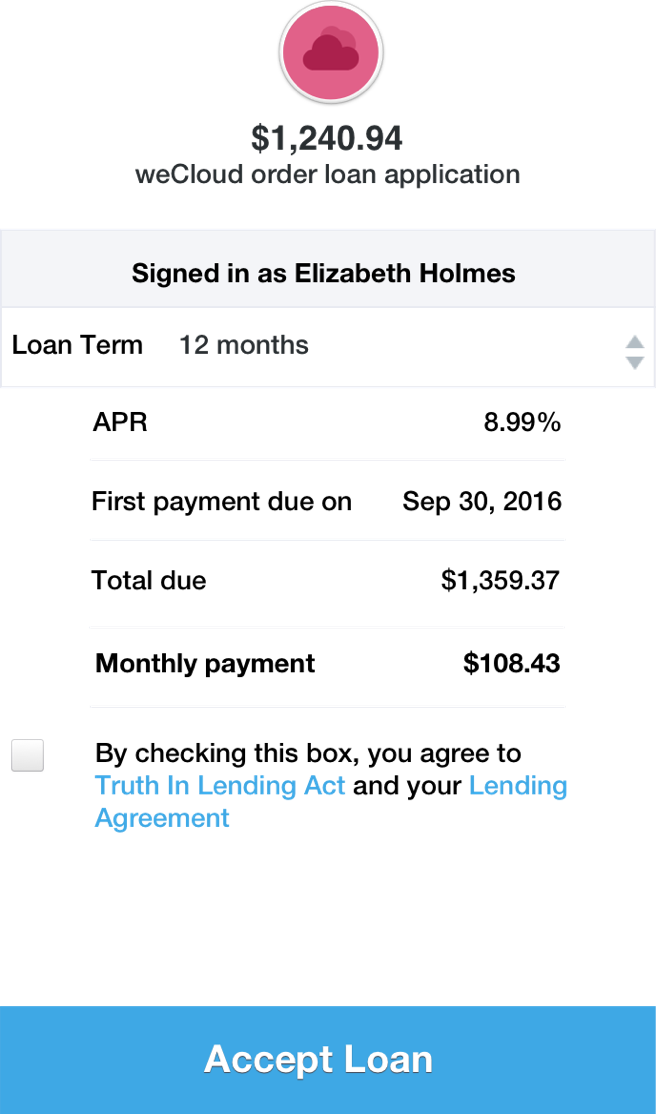 $1,240.94
weCloud order loan application
Signed in as Elizabeth Holmes
Loan Term 12 months
APR 8.99%
First payment due on Sep 30, 2016
Total due $1,359.37
Monthly payment $108.43
By checking this box, you agree to
Truth In Lending Act and your Lending
Agreement
Accept Loan